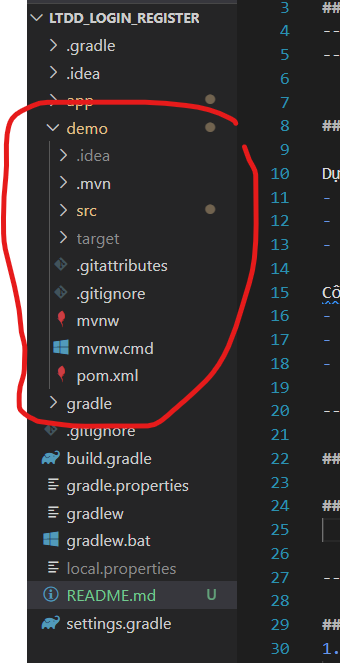 LTDD_LOGIN_REGISTER
.gradle
.idea
app
demo
.idea
.mvn
src
target
.gitattributes
.gitignore
mvnw
mvnw.cmd
pom.xml
gradle
.gitignore
build.gradle
gradle.properties
gradlew
gradlew.bat
local.properties
README.md U
settings.gradle
3 ##
4 --
5 --
6
7
8 ##
9
10 Dự
11 -
12 -
13 -
14
15 Cô
16 -
17 -
18 -
19
20 --
21
22 ##
23
24 ##
25
26
27 --
28
29 ##
30 1.